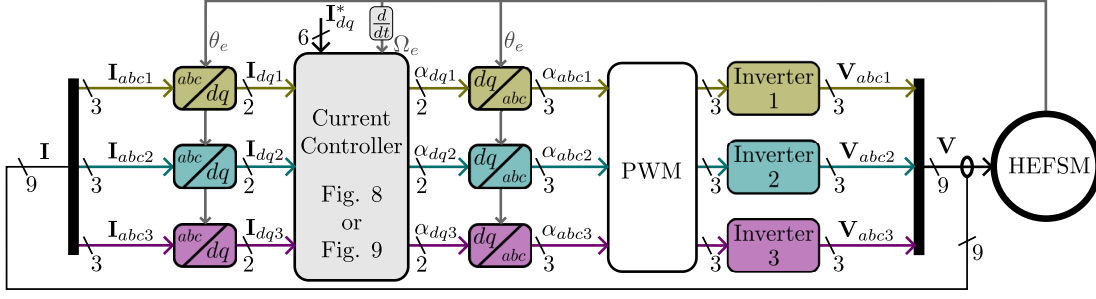 I*dq
6
d
dt
Ωe
θe
θe
I
9
Iabc1
3
abc
dq
Idq1
2
αdq1
2
dq
abc
αabc1
3
3
Inverter
1
Vabc1
3
Iabc2
3
abc
dq
Idq2
2
αdq2
2
dq
abc
αabc2
3
3
Inverter
2
Vabc2
3
Iabc3
3
abc
dq
Idq3
2
αdq3
2
dq
abc
αabc3
3
3
Inverter
3
Vabc3
3
Current
Controller
Fig. 8
or
Fig. 9
PWM
V
9
9
HEFSM